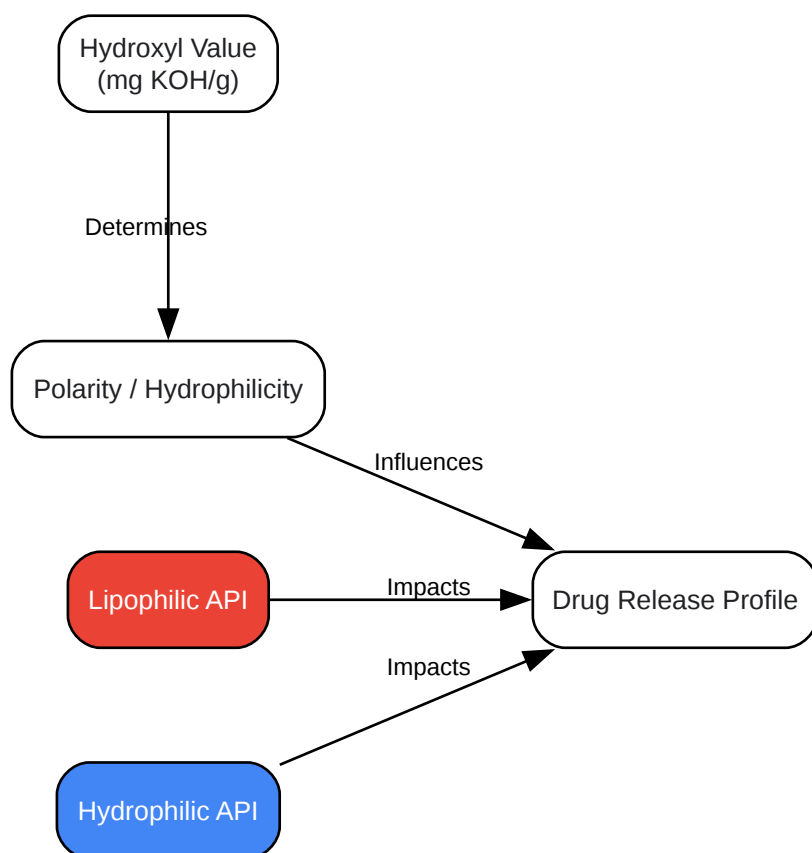 Hydroxyl Value
(mg KOH/g)
Determines
Polarity / Hydrophilicity
Influences
Lipophilic API
Impacts
Drug Release Profile
Impacts
Hydrophilic API